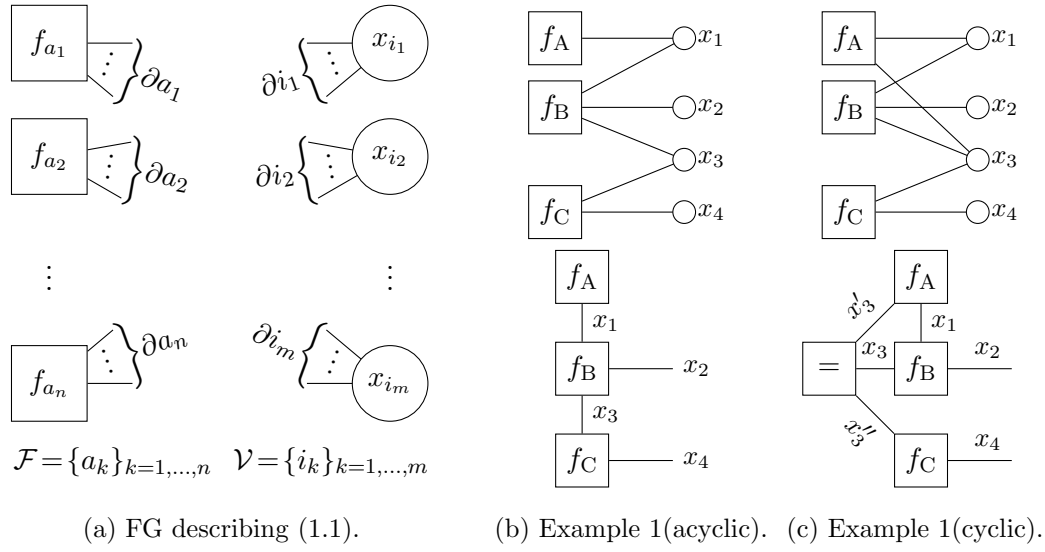 f_{a_1} ∂a_1 ∂i_1 x_{i_1}
f_{a_2} ∂a_2 ∂i_2 x_{i_2}
⋮ ⋮
f_{a_n} ∂a_n ∂i_m x_{i_m}
ℱ={a_k}_{k=1,...,n} 𝒱={i_k}_{k=1,...,m}
(a) FG describing (1.1).
f_A x_1
f_B x_2
x_3
f_C x_4
f_A
x_1
f_B x_2
x_3
f_C x_4
(b) Example 1(acyclic).
f_A x_1
f_B x_2
x_3
f_C x_4
f_A
x'_3 x_1
= x_3 f_B x_2
x''_3
f_C x_4
(c) Example 1(cyclic).